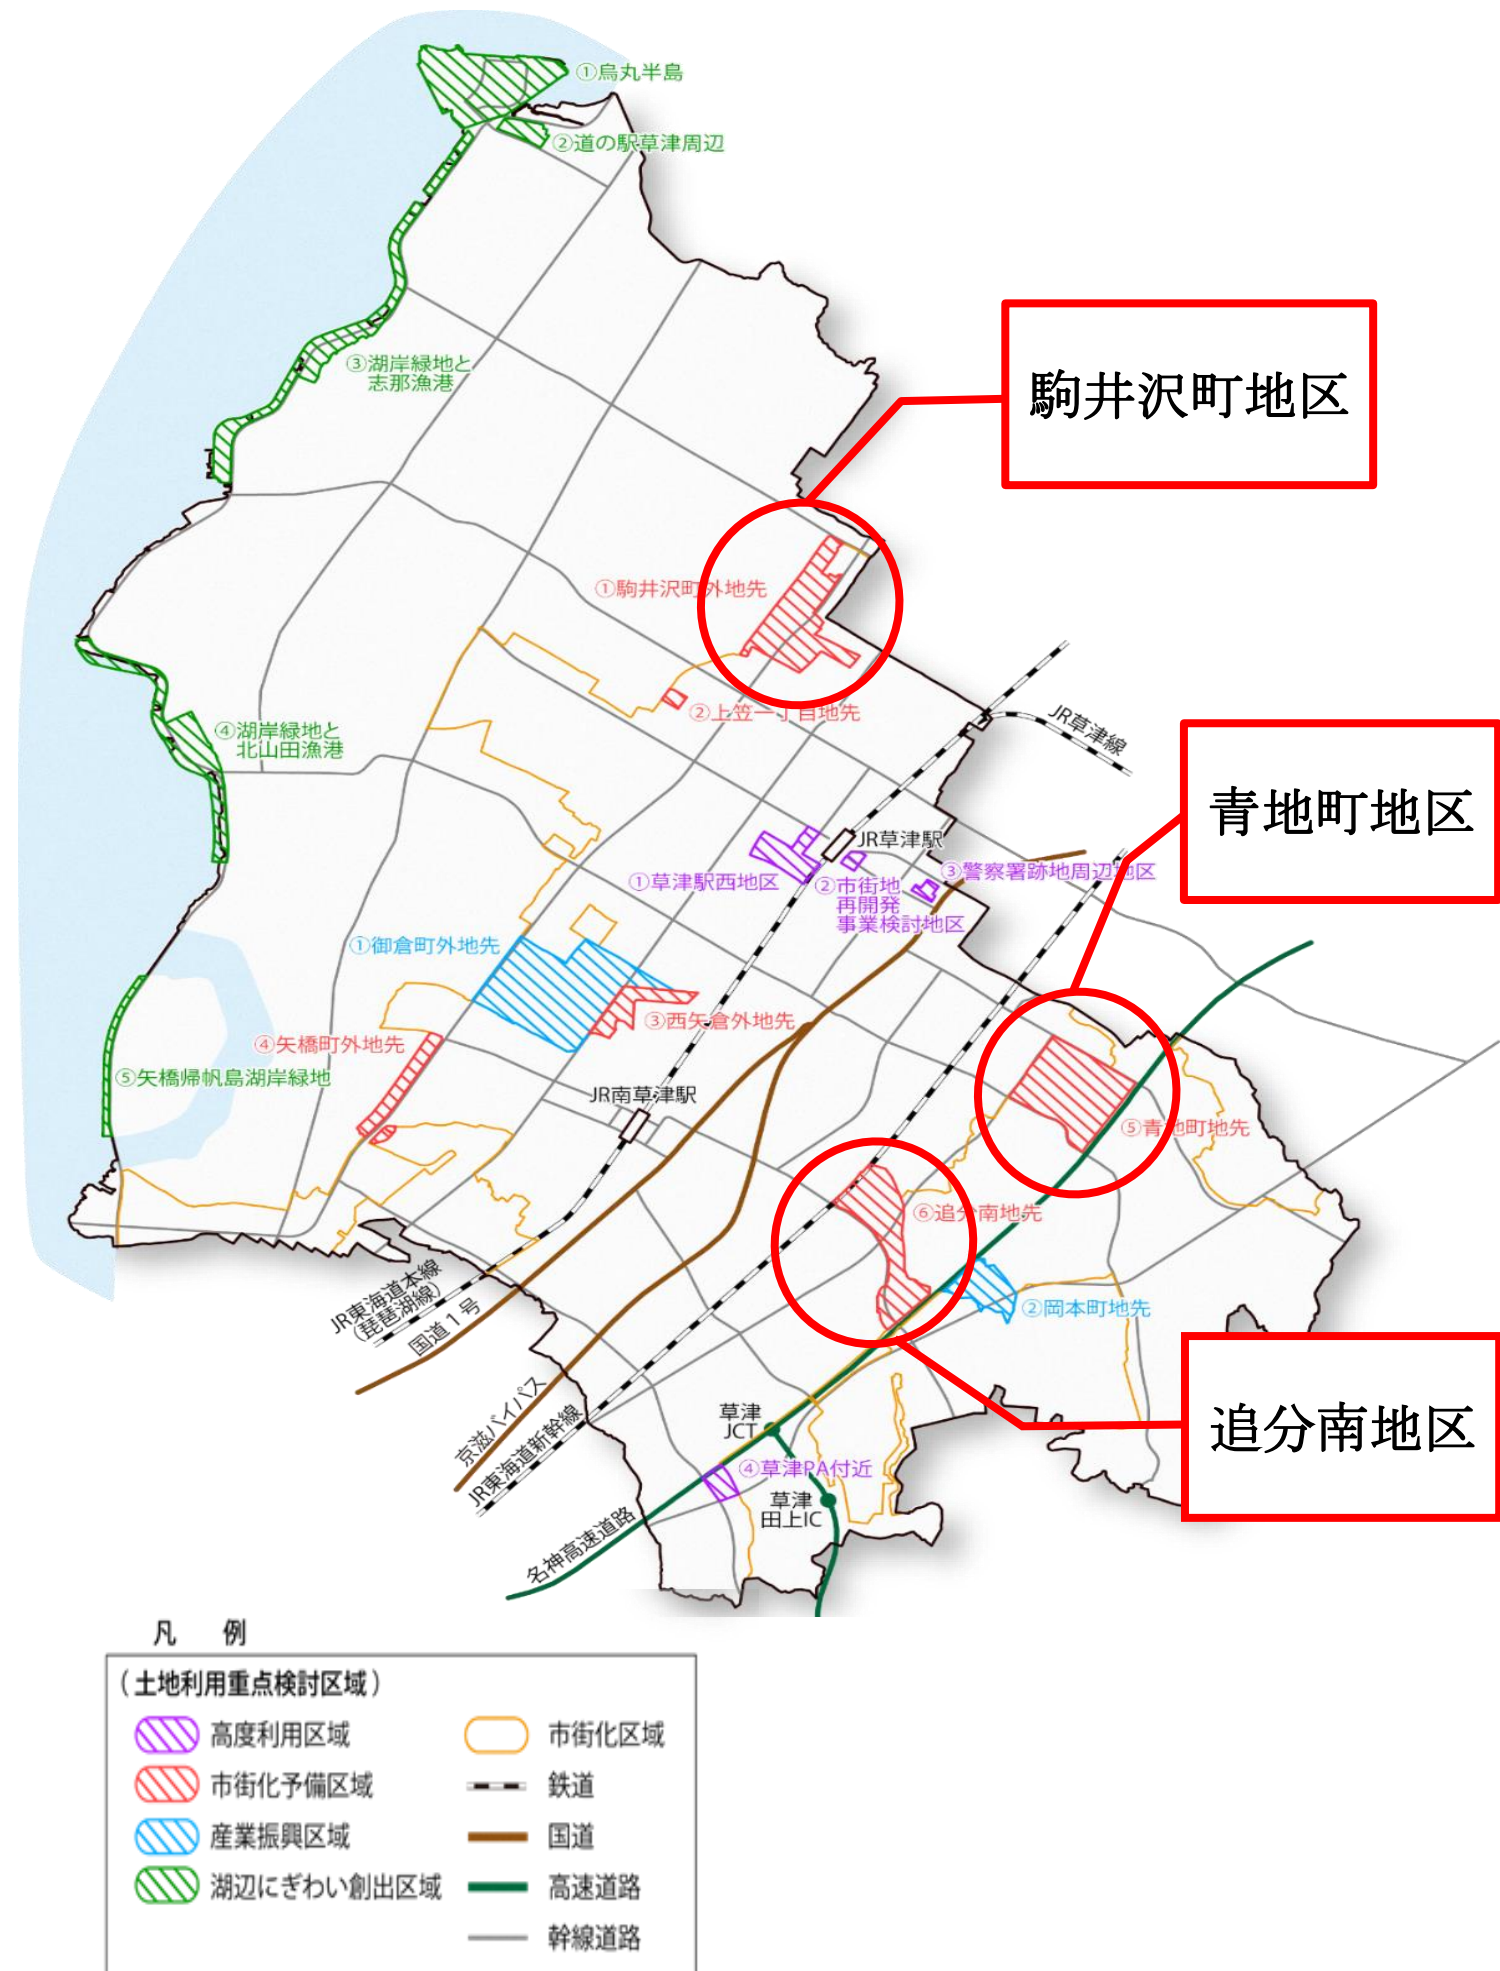 ①烏丸半島
②道の駅草津周辺
③湖岸緑地と
志那漁港
駒井沢町地区
①駒井沢町外地先
②上笠一丁目地先
④湖岸緑地と
北山田漁港
JR草津線
青地町地区
JR草津駅
①草津駅西地区
②市街地
再開発
事業検討地区
③警察署跡地周辺地区
①御倉町外地先
③西矢倉外地先
④矢橋町外地先
⑤矢橋帰帆島湖岸緑地
JR南草津駅
⑤青地町地先
⑥追分南地先
②岡本町地先
JR東海道本線
(琵琶湖線)
国道1号
京滋バイパス
JR東海道新幹線
名神高速道路
草津
JCT
④草津PA付近
草津
田上IC
追分南地区
凡 例
(土地利用重点検討区域)
高度利用区域
市街化予備区域
産業振興区域
湖辺にぎわい創出区域
市街化区域
鉄道
国道
高速道路
幹線道路